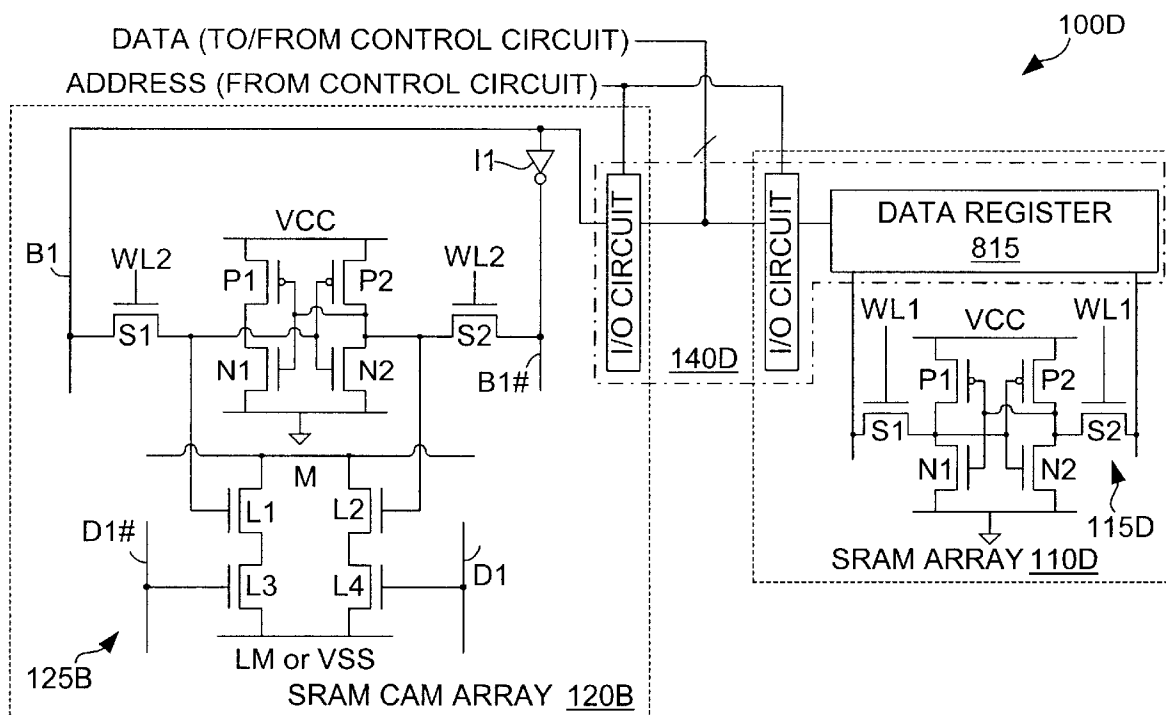 100D
DATA (TO/FROM CONTROL CIRCUIT)
ADDRESS (FROM CONTROL CIRCUIT)
I1
I/O CIRCUIT
I/O CIRCUIT
DATA REGISTER
815
VCC
B1
WL2
WL2
P1
P2
S1
S2
N1
N2
B1#
140D
WL1
VCC
WL1
P1
P2
S1
S2
N1
N2
115D
SRAM ARRAY 110D
M
L1
L2
D1#
D1
L3
L4
LM or VSS
125B
SRAM CAM ARRAY 120B